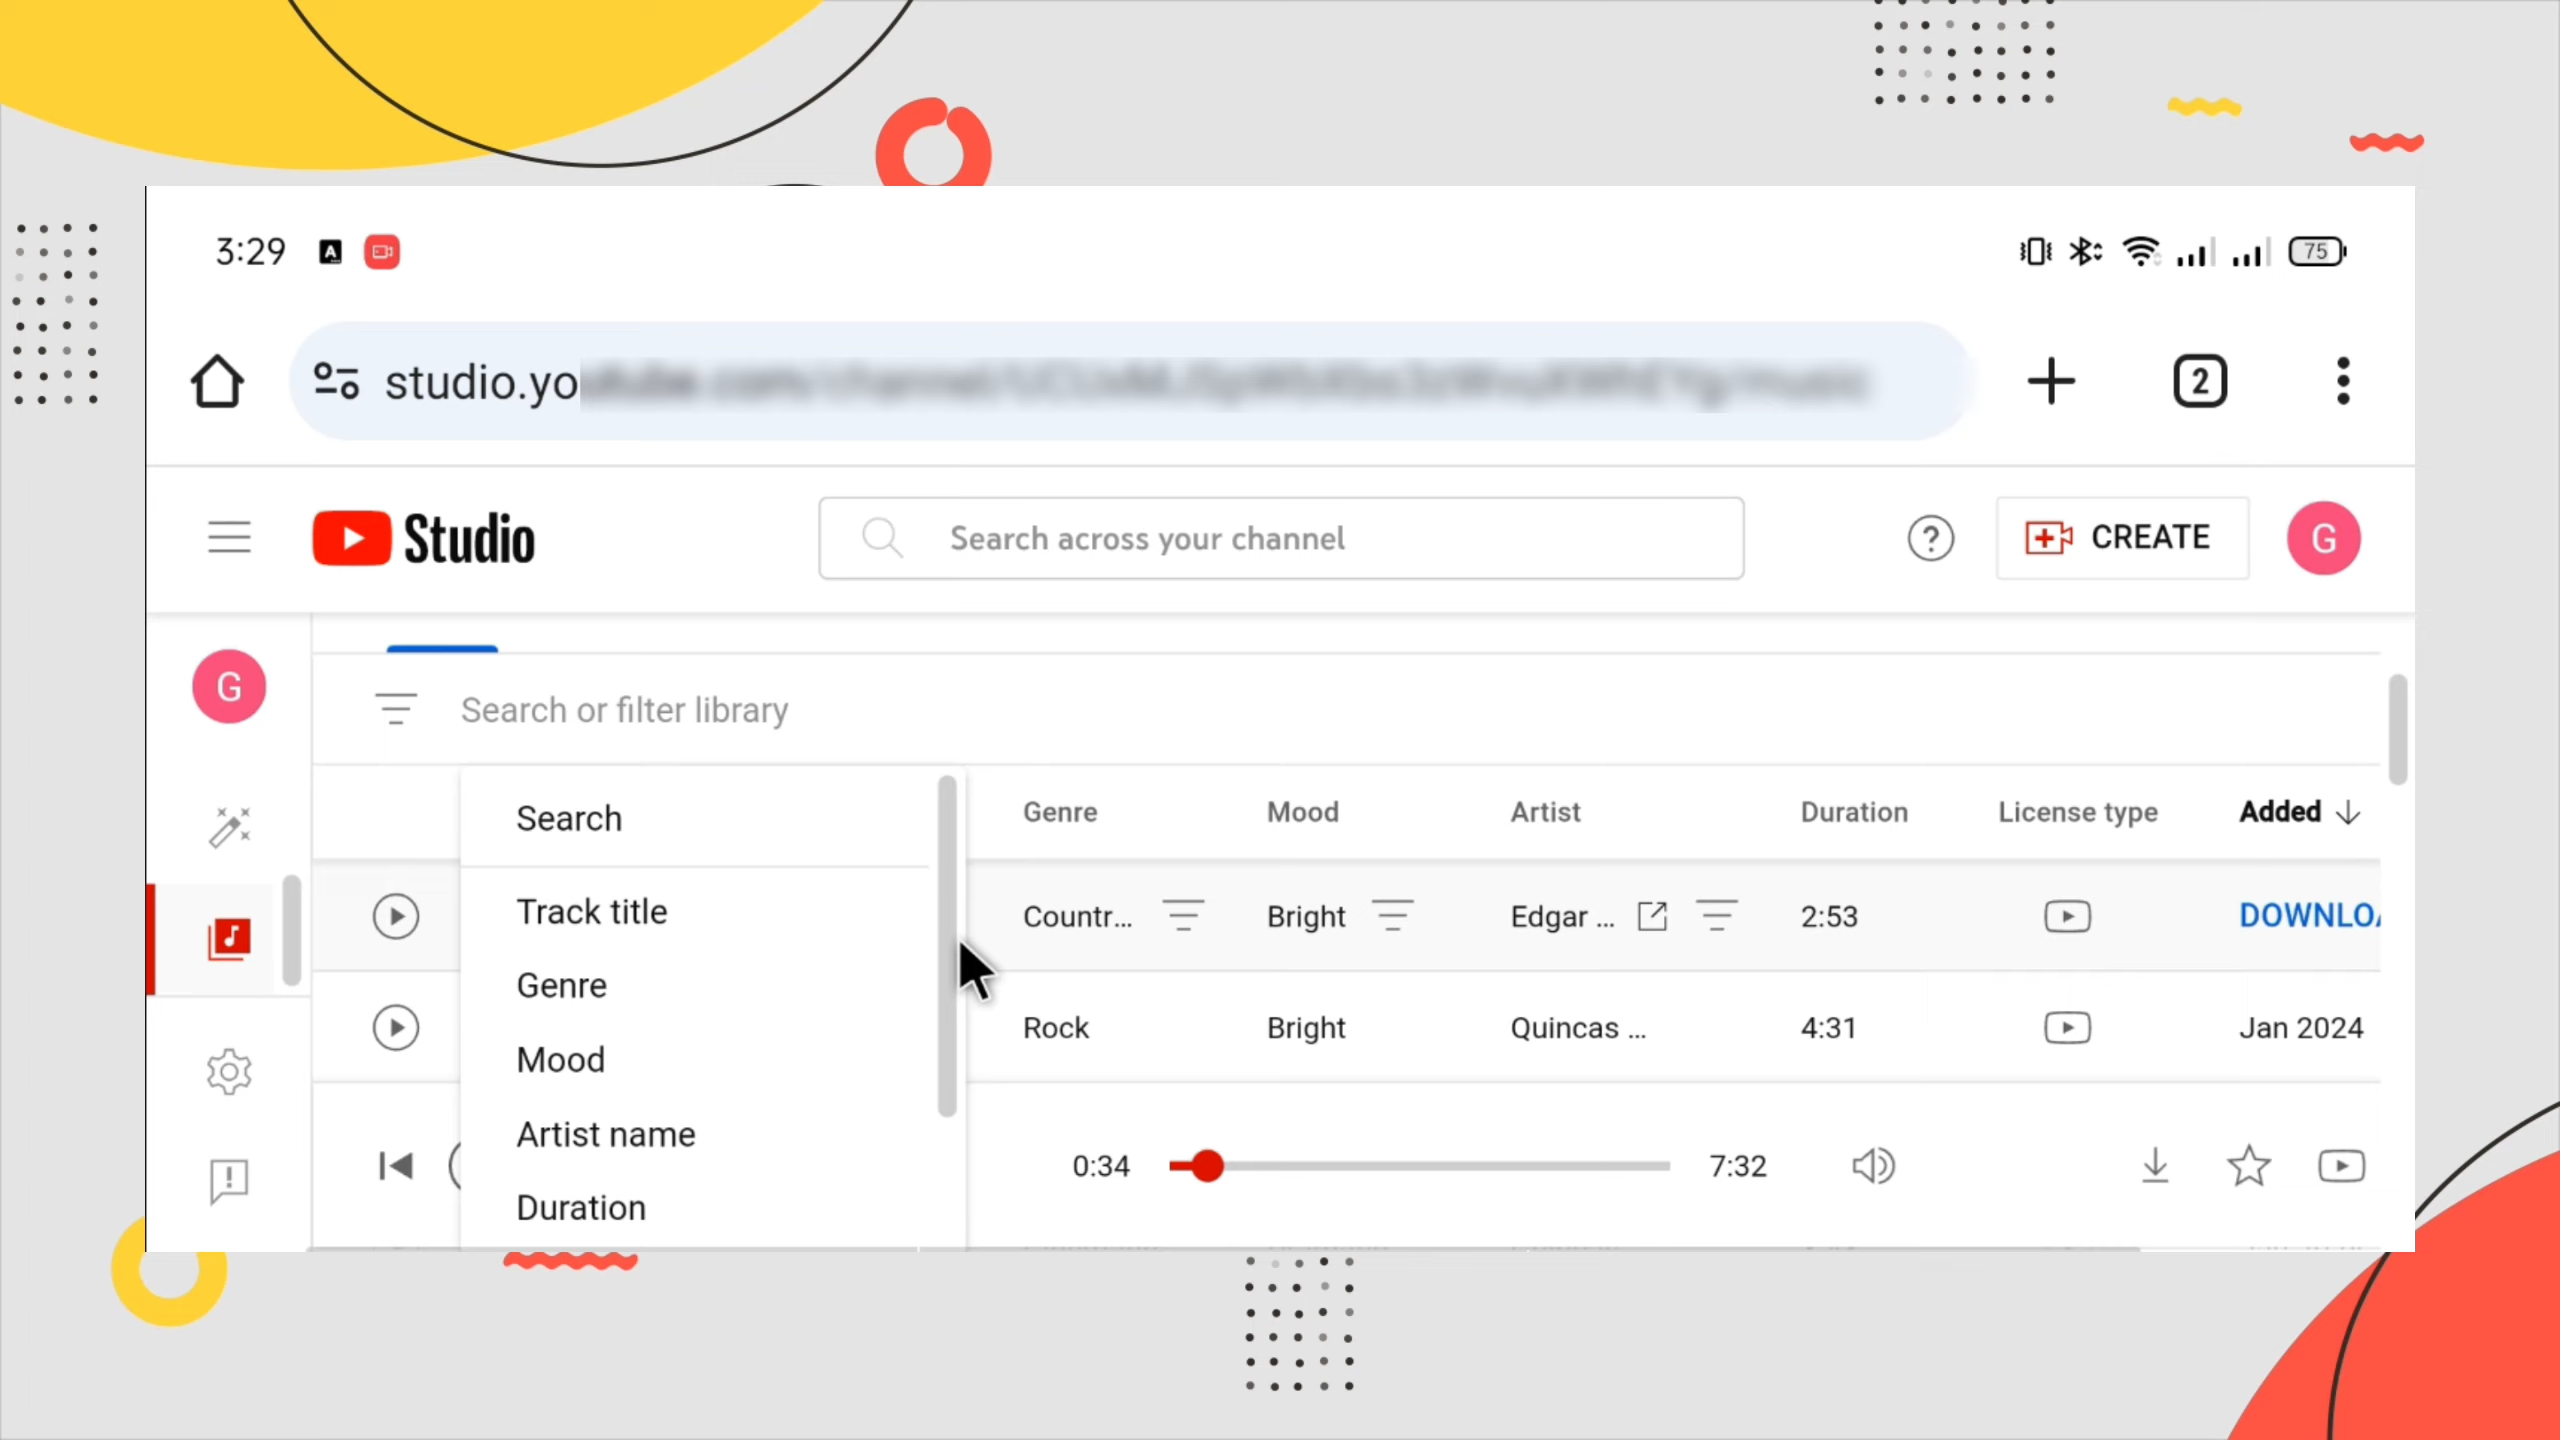 3:29 A 75
studio.yo 2
Studio Search across your channel ? CREATE G
G
Search or filter library
Search Genre Mood Artist Duration License type Added
Track title Countr... Bright Edgar ... 2:53 DOWNLO
Genre
Rock Bright Quincas ... 4:31 Jan 2024
Mood
Artist name
0:34 7:32
Duration